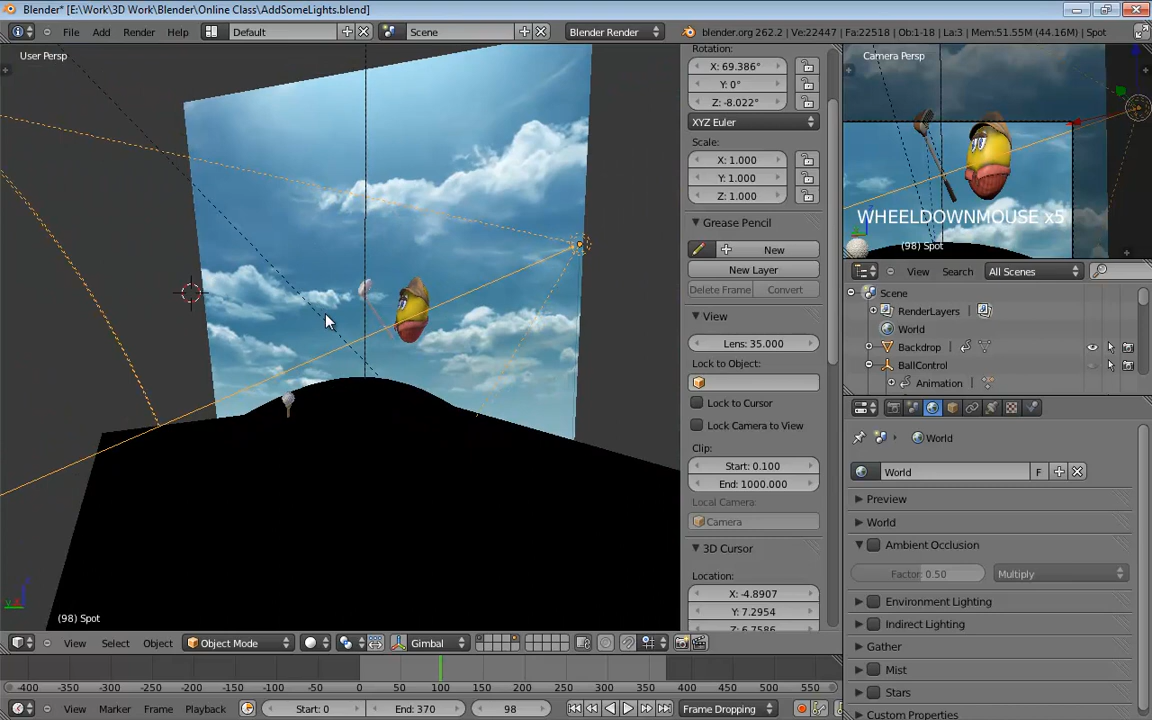 Blender* [E:\Work\3D Work\Blender\Online Class\AddSomeLights.blend]
File Add Render Help Default Scene Blender Render blender.org 262.2 | Ve:22447 | Fa:22518 | Ob:1-18 | La:3 | Mem:51.55M (44.16M) | Spot
User Persp
Rotation:
X: 69.386°
Y: 0°
Z: -8.022°
XYZ Euler
Scale:
X: 1.000
Y: 1.000
Z: 1.000
Grease Pencil
New
New Layer
Delete Frame Convert
View
Lens: 35.000
Lock to Object:
Lock to Cursor
Lock Camera to View
Clip:
Start: 0.100
End: 1000.000
Local Camera:
Camera
3D Cursor
Location:
X: -4.8907
Y: 7.2954
Z: 6.7586
Camera Persp
WHEELDOWNMOUSE x5
(98) Spot
View Search All Scenes
Scene
RenderLayers
World
Backdrop
BallControl
Animation
World
World F
Preview
World
Ambient Occlusion
Factor: 0.50 Multiply
Environment Lighting
Indirect Lighting
Gather
Mist
Stars
Custom Properties
(98) Spot
View Select Object Object Mode Gimbal
-400 -350 -300 -250 -200 -150 -100 -50 0 50 100 150 200 250 300 350 400 450 500 550
View Marker Frame Playback Start: 0 End: 370 98 Frame Dropping